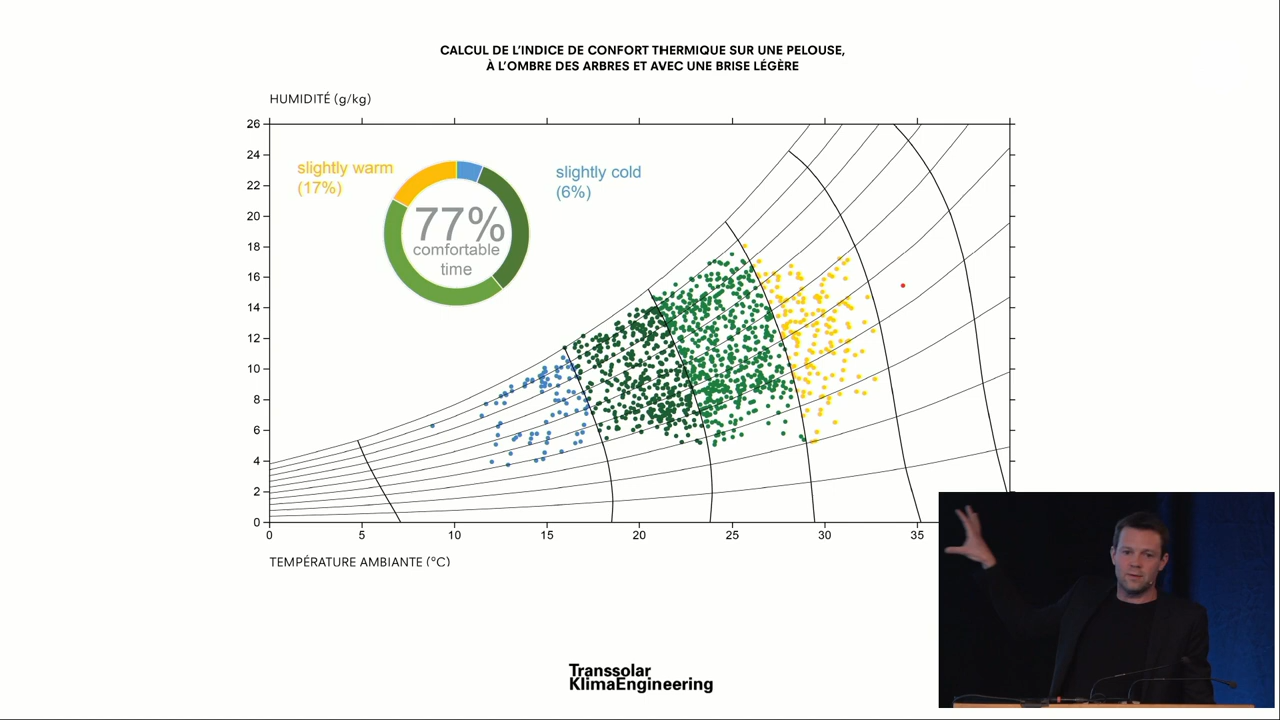 CALCUL DE L'INDICE DE CONFORT THERMIQUE SUR UNE PELOUSE,
À L'OMBRE DES ARBRES ET AVEC UNE BRISE LÉGÈRE
HUMIDITÉ (g/kg)
26
24
22
20
18
16
14
12
10
8
6
4
2
0
slightly warm
(17%)
77%
comfortable
time
slightly cold
(6%)
0 5 10 15 20 25 30 35
TEMPÉRATURE AMBIANTE (°C)
Transsolar
KlimaEngineering